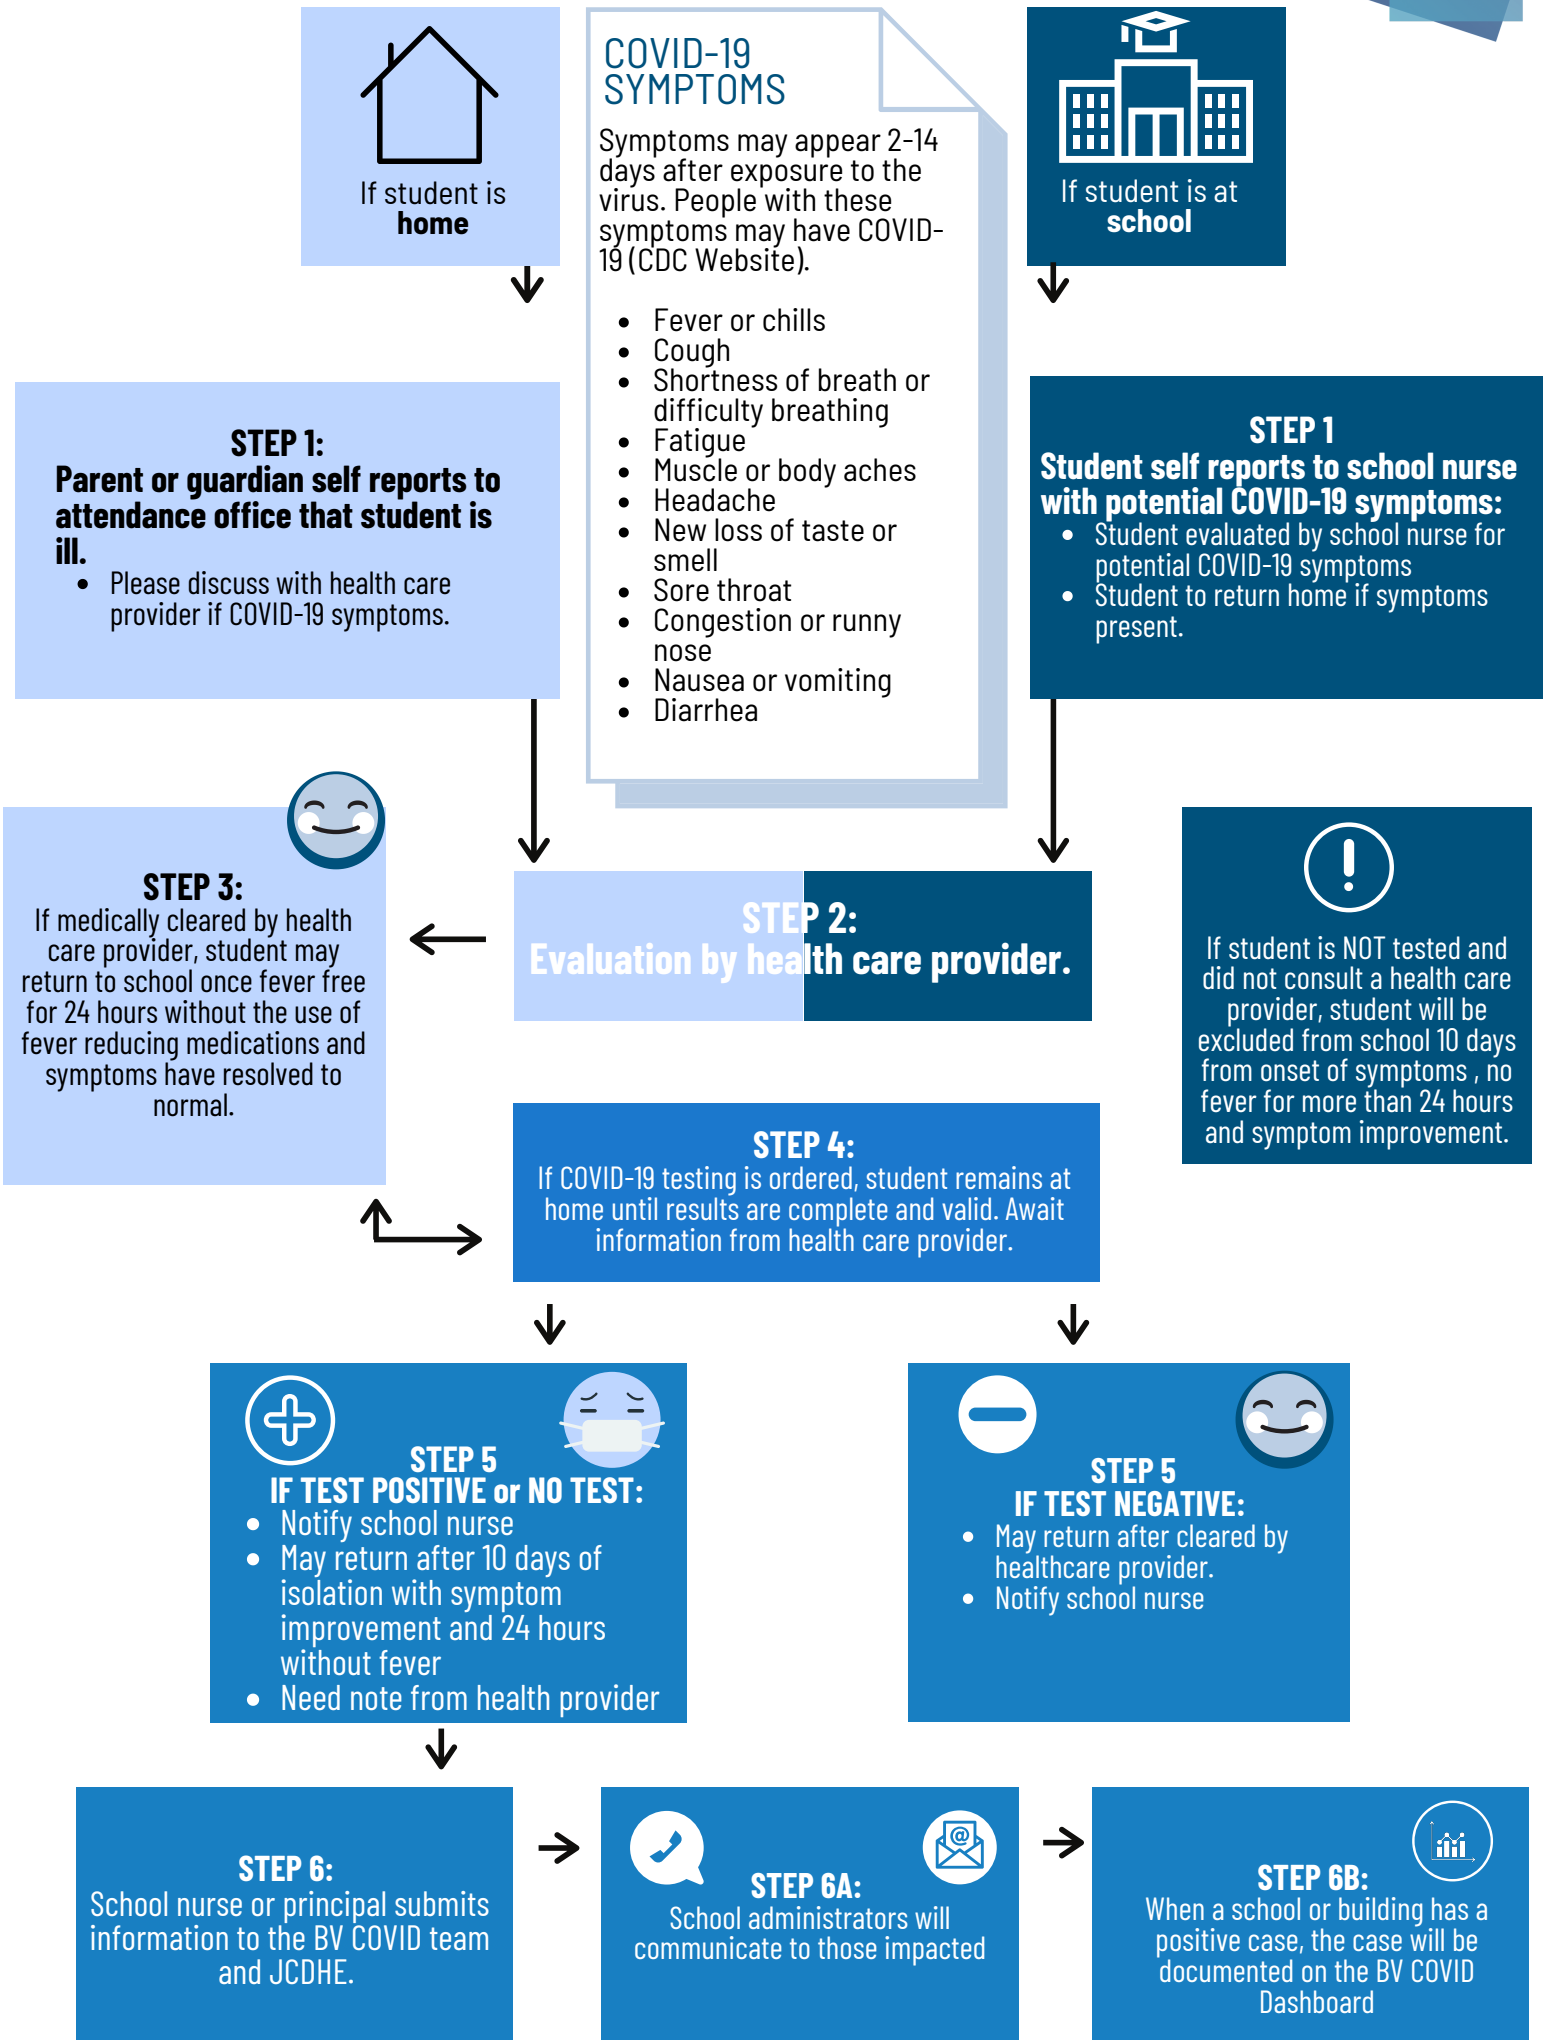 If student is
home
COVID-19
SYMPTOMS
Symptoms may appear 2-14
days after exposure to the
virus. People with these
symptoms may have COVID-
19 (CDC Website).
• Fever or chills
• Cough
• Shortness of breath or
difficulty breathing
• Fatigue
• Muscle or body aches
• Headache
• New loss of taste or
smell
• Sore throat
• Congestion or runny
nose
• Nausea or vomiting
• Diarrhea
If student is at
school
STEP 1:
Parent or guardian self reports to
attendance office that student is
ill.
• Please discuss with health care
provider if COVID-19 symptoms.
STEP 1
Student self reports to school nurse
with potential COVID-19 symptoms:
• Student evaluated by school nurse for
potential COVID-19 symptoms
• Student to return home if symptoms
present.
STEP 2:
Evaluation by health care provider.
STEP 3:
If medically cleared by health
care provider, student may
return to school once fever free
for 24 hours without the use of
fever reducing medications and
symptoms have resolved to
normal.
If student is NOT tested and
did not consult a health care
provider, student will be
excluded from school 10 days
from onset of symptoms , no
fever for more than 24 hours
and symptom improvement.
STEP 4:
If COVID-19 testing is ordered, student remains at
home until results are complete and valid. Await
information from health care provider.
STEP 5
IF TEST POSITIVE or NO TEST:
• Notify school nurse
• May return after 10 days of
isolation with symptom
improvement and 24 hours
without fever
• Need note from health provider
STEP 5
IF TEST NEGATIVE:
• May return after cleared by
healthcare provider.
• Notify school nurse
STEP 6:
School nurse or principal submits
information to the BV COVID team
and JCDHE.
STEP 6A:
School administrators will
communicate to those impacted
STEP 6B:
When a school or building has a
positive case, the case will be
documented on the BV COVID
Dashboard